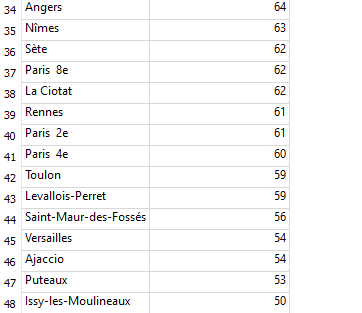 34 Angers 64
35 Nîmes 63
36 Sète 62
37 Paris 8e 62
38 La Ciotat 62
39 Rennes 61
40 Paris 2e 61
41 Paris 4e 60
42 Toulon 59
43 Levallois-Perret 59
44 Saint-Maur-des-Fossés 56
45 Versailles 54
46 Ajaccio 54
47 Puteaux 53
48 Issy-les-Moulineaux 50